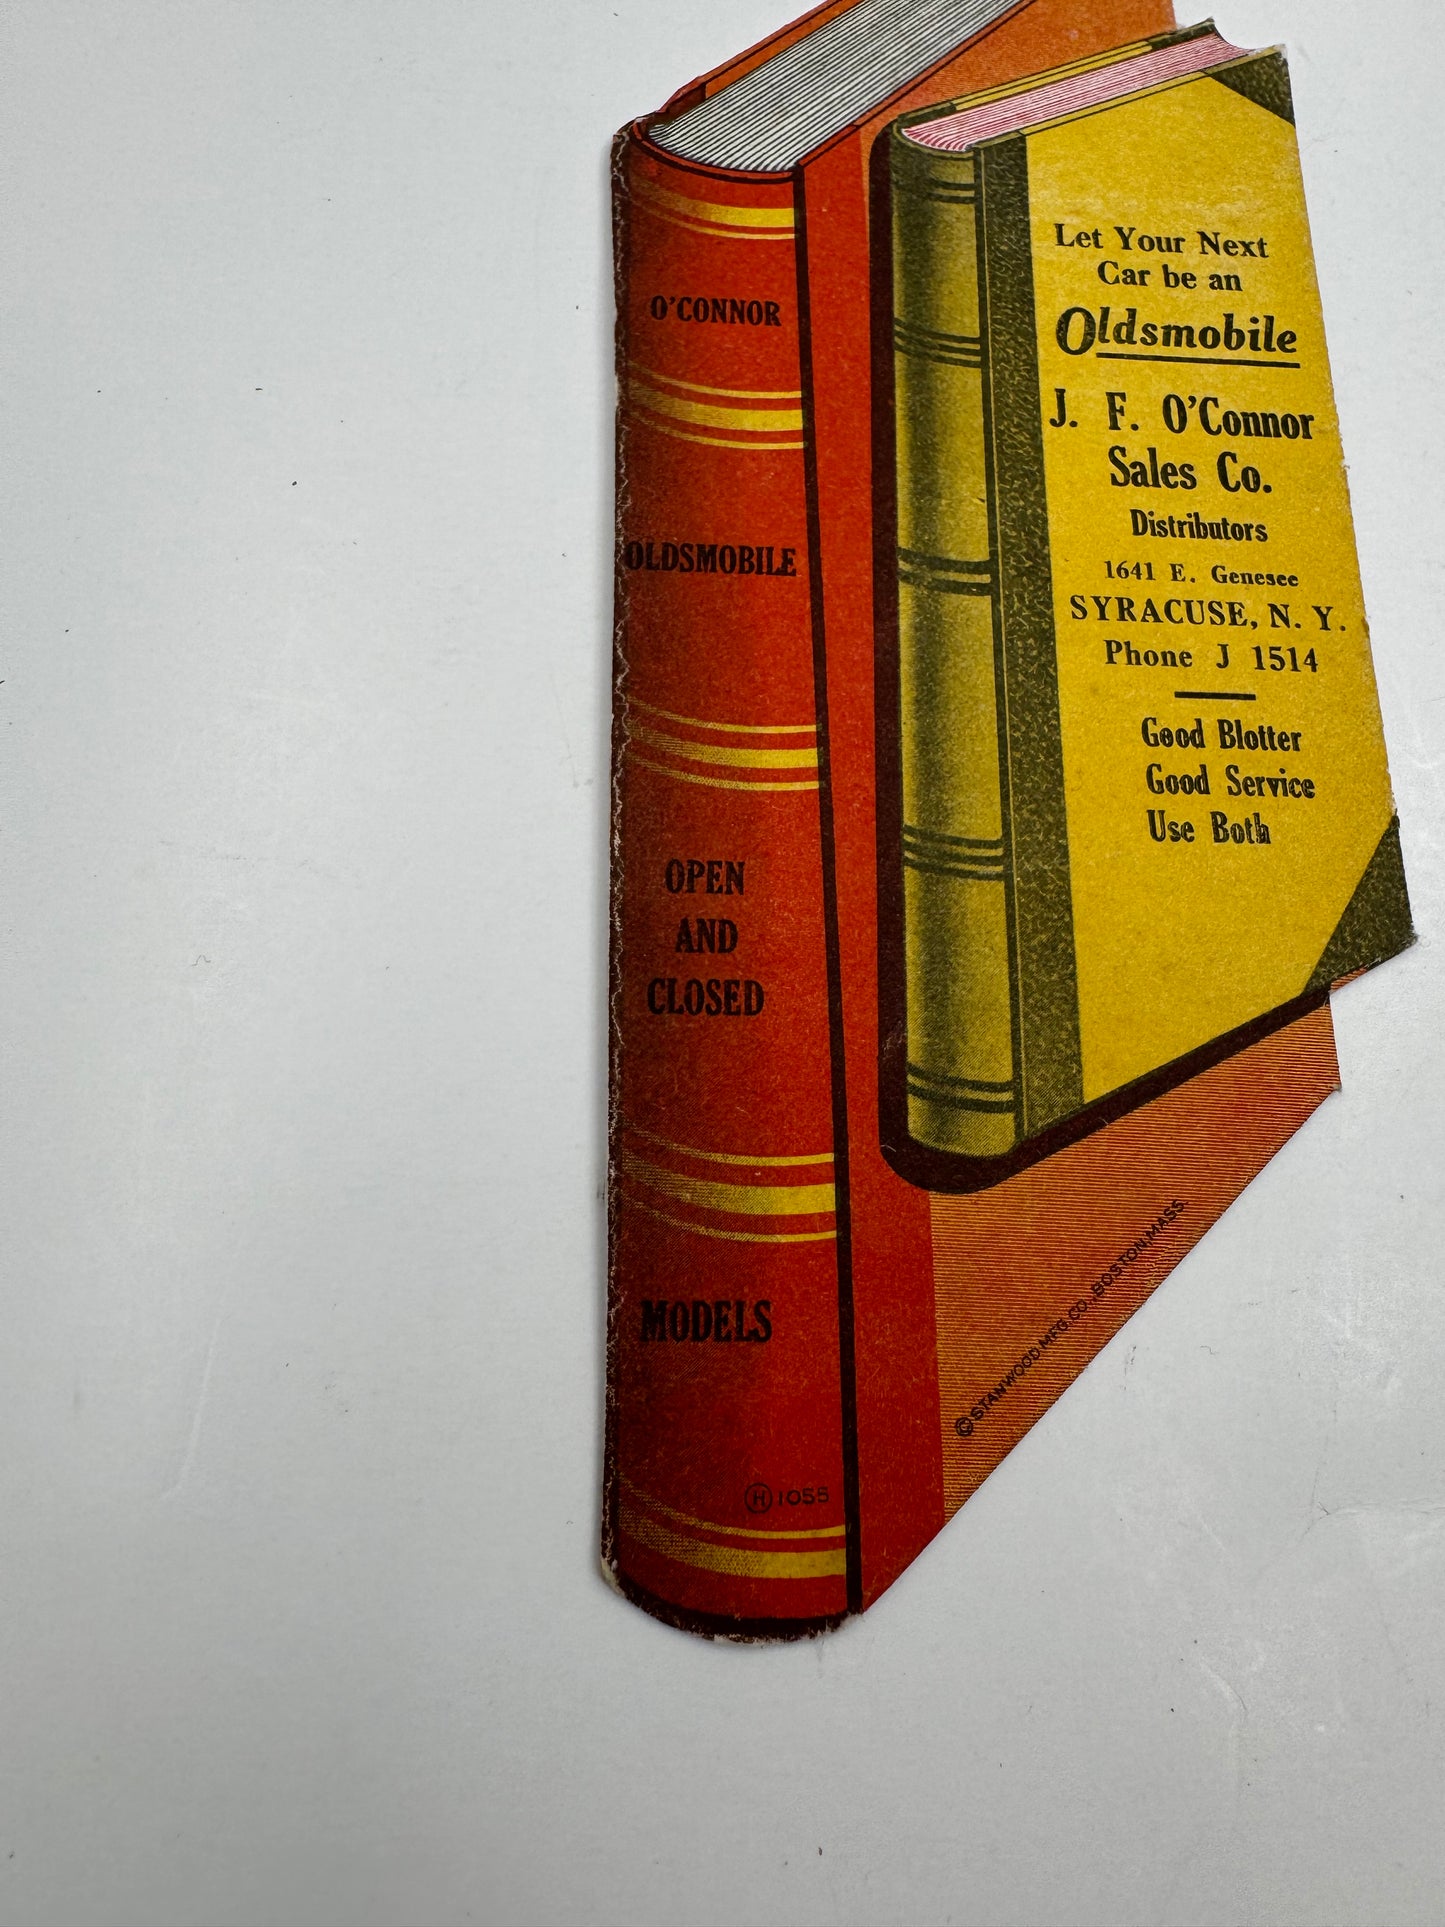 O'CONNOR
OLDSMOBILE
OPEN
AND
CLOSED
MODELS
Ⓗ 1055
Let Your Next
Car be an
Oldsmobile
J. F. O'Connor
Sales Co.
Distributors
1641 E. Genesee
SYRACUSE, N. Y.
Phone J 1514
Good Blotter
Good Service
Use Both
© STANWOOD MFG. CO., BOSTON, MASS.